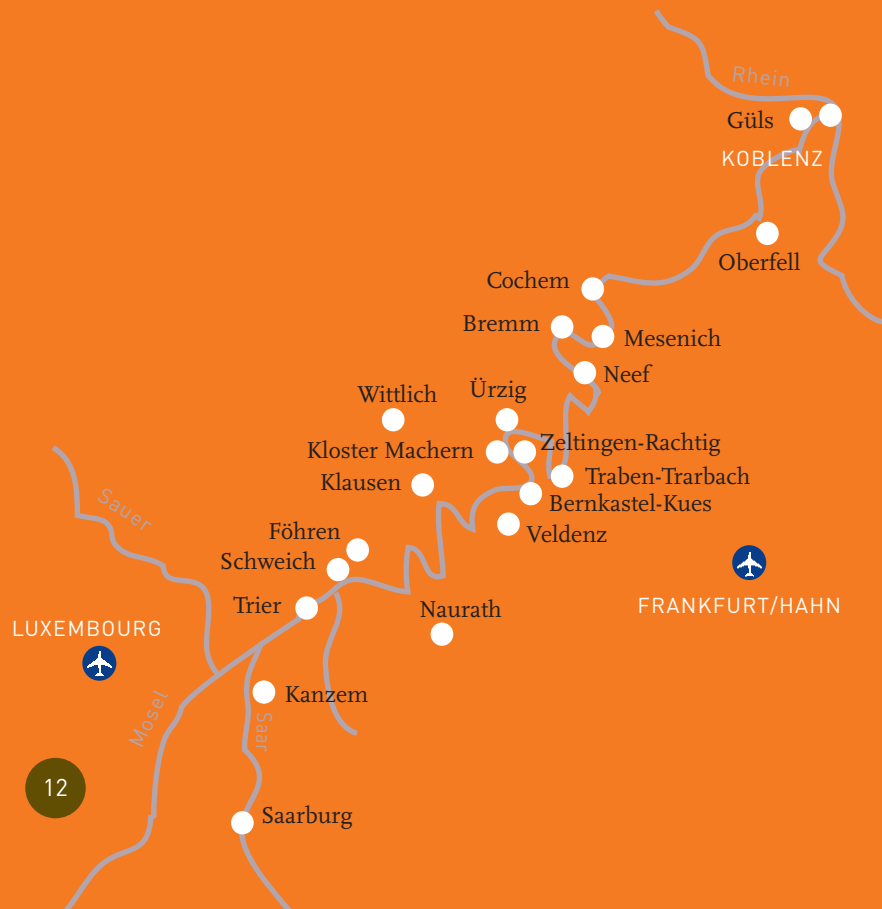 Rhein
Güls
KOBLENZ
Oberfell
Cochem
Bremm
Mesenich
Neef
Wittlich
Ürzig
Kloster Machern
Zeltingen-Rachtig
Klausen
Traben-Trarbach
Bernkastel-Kues
Sauer
Föhren
Veldenz
Schweich
Trier
Naurath
FRANKFURT/HAHN
LUXEMBOURG
Kanzem
Mosel
Saar
12
Saarburg